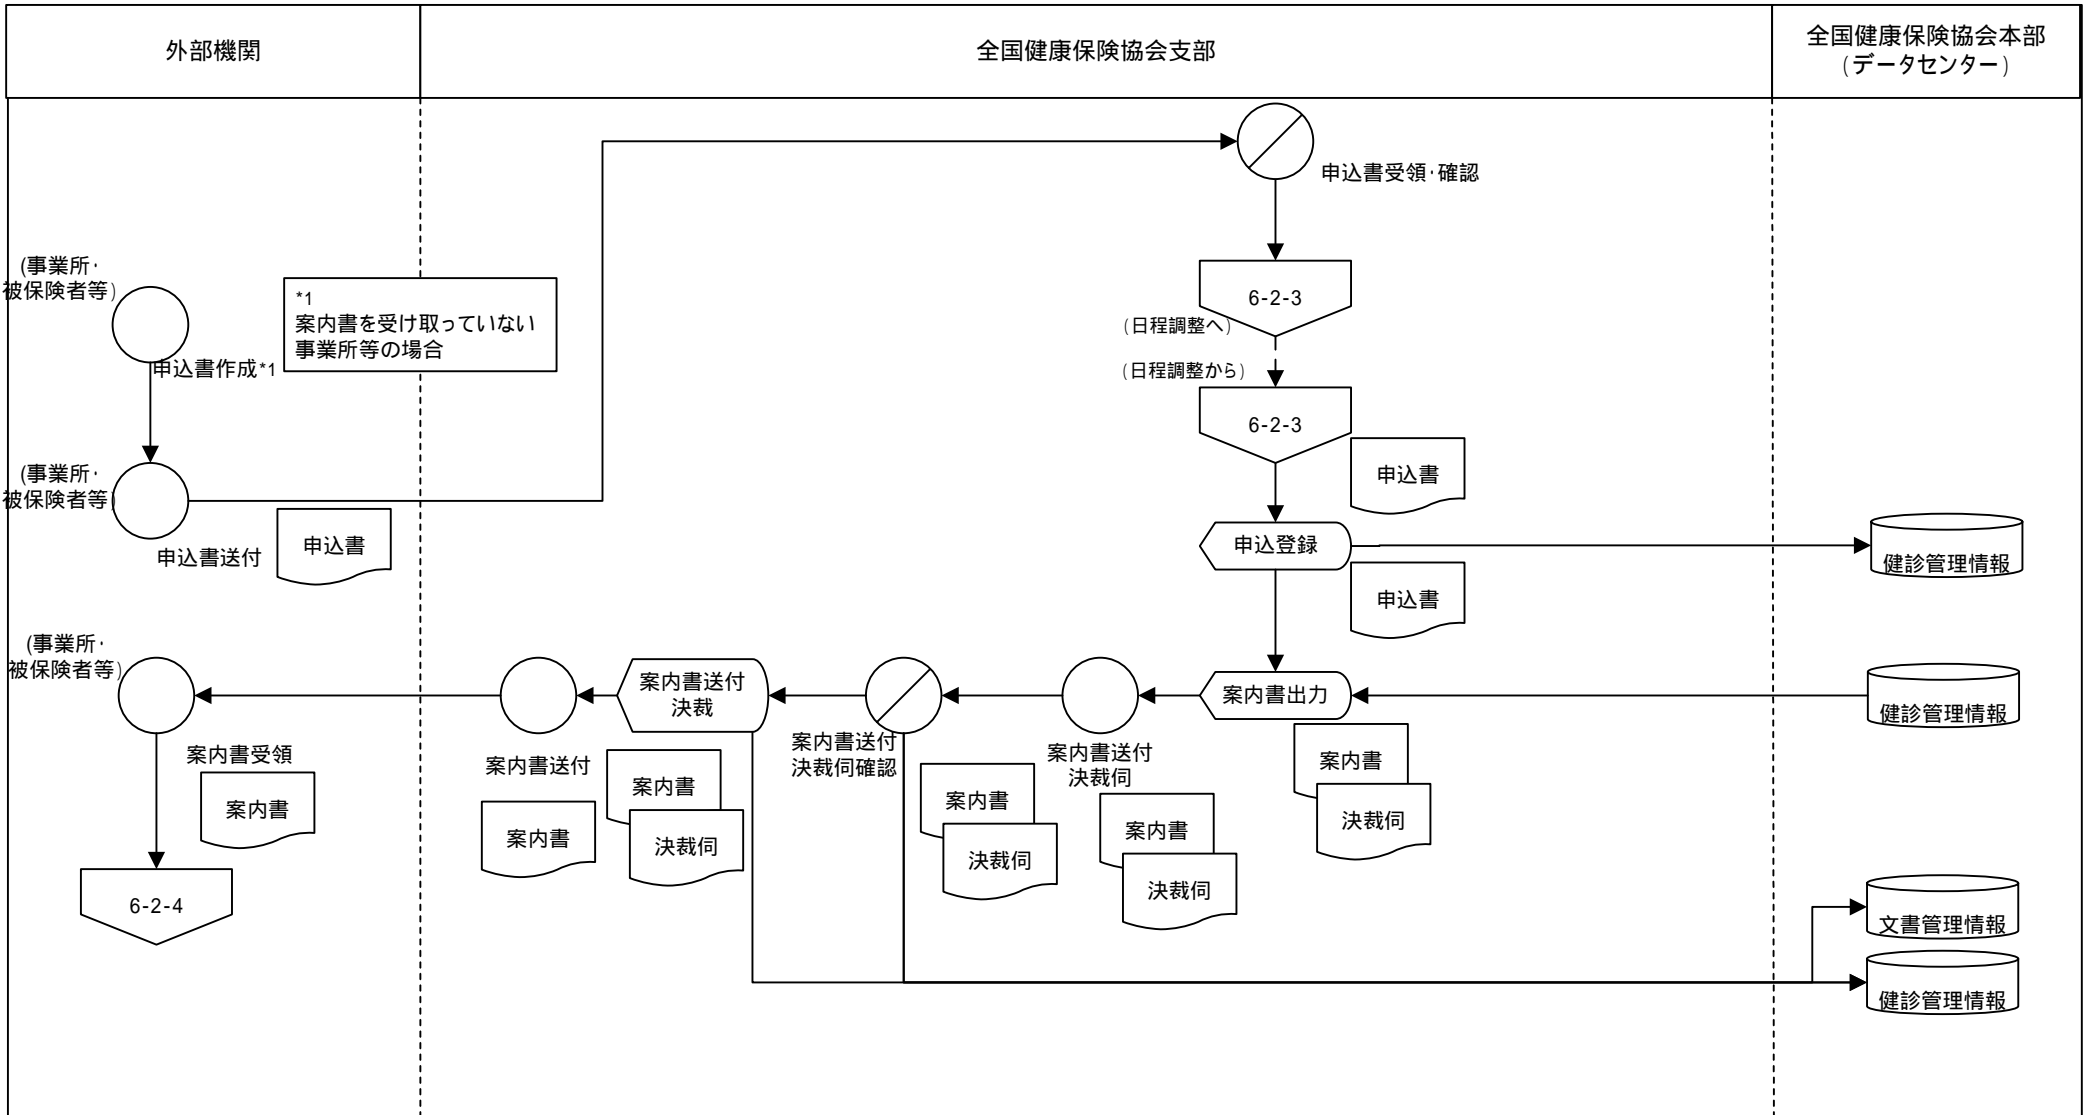 外部機関
全国健康保険協会支部
全国健康保険協会本部
(データセンター)
申込書受領・確認
(事業所・
被保険者等)
申込書作成*1
*1
案内書を受け取っていない
事業所等の場合
6-2-3
(日程調整へ)
(日程調整から)
6-2-3
申込書
(事業所・
被保険者等)
申込書送付
申込書
申込登録
申込書
健診管理情報
(事業所・
被保険者等)
案内書受領
案内書
6-2-4
案内書送付
案内書
案内書送付
決裁
案内書
決裁伺
案内書送付
決裁伺確認
案内書
決裁伺
案内書送付
決裁伺
案内書
決裁伺
案内書出力
案内書
決裁伺
健診管理情報
文書管理情報
健診管理情報